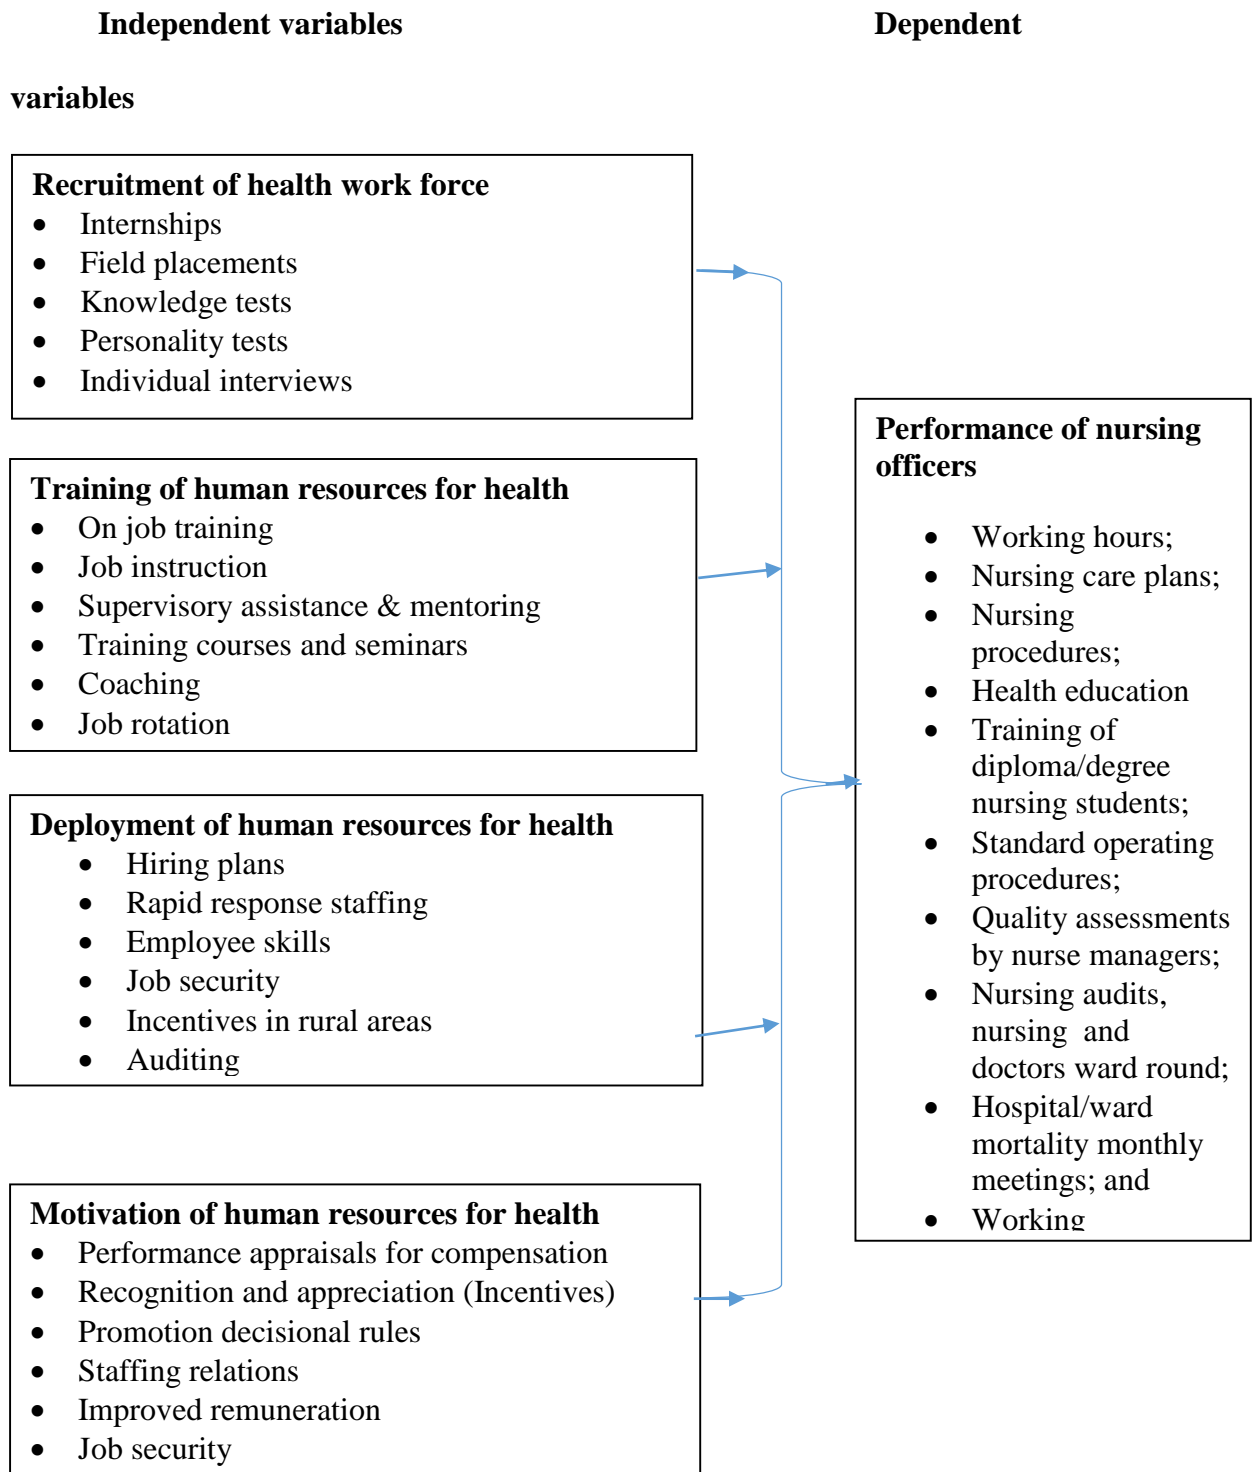 Independent variables Dependent
variables
Recruitment of health work force
• Internships
• Field placements
• Knowledge tests
• Personality tests
• Individual interviews
Training of human resources for health
• On job training
• Job instruction
• Supervisory assistance & mentoring
• Training courses and seminars
• Coaching
• Job rotation
Deployment of human resources for health
• Hiring plans
• Rapid response staffing
• Employee skills
• Job security
• Incentives in rural areas
• Auditing
Motivation of human resources for health
• Performance appraisals for compensation
• Recognition and appreciation (Incentives)
• Promotion decisional rules
• Staffing relations
• Improved remuneration
• Job security
Performance of nursing
officers
• Working hours;
• Nursing care plans;
• Nursing
procedures;
• Health education
• Training of
diploma/degree
nursing students;
• Standard operating
procedures;
• Quality assessments
by nurse managers;
• Nursing audits,
nursing and
doctors ward round;
• Hospital/ward
mortality monthly
meetings; and
• Working